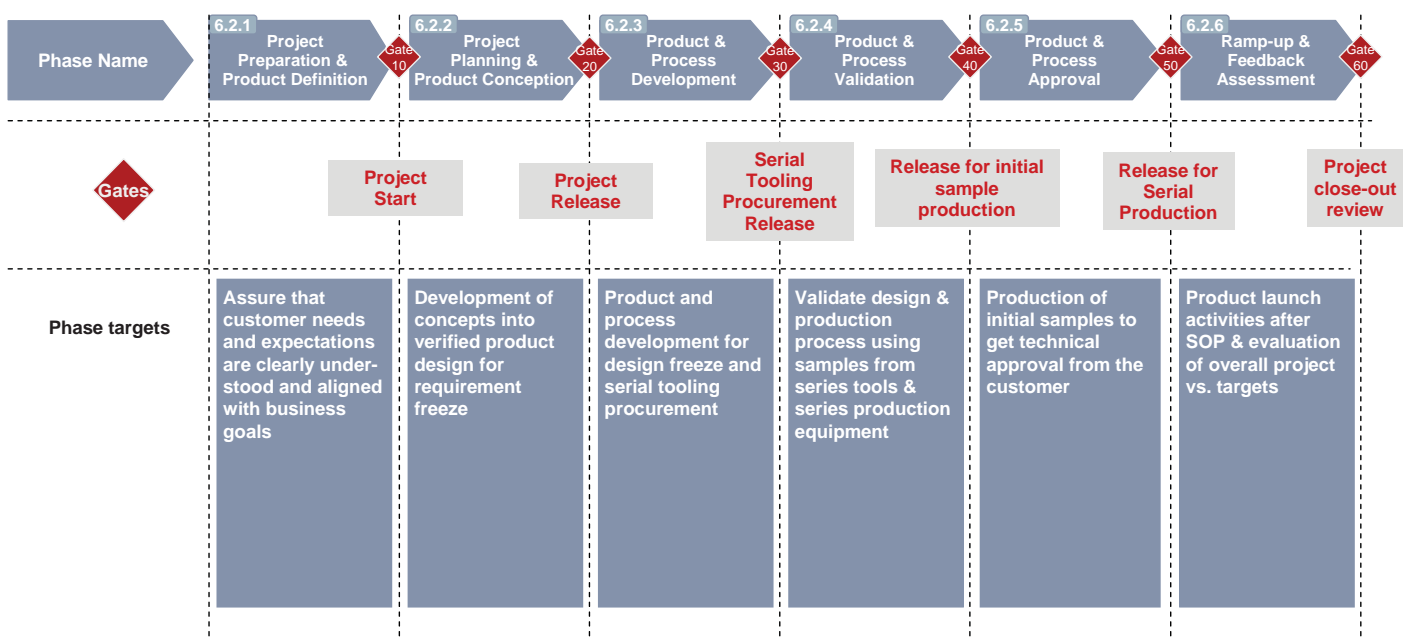 Phase Name
6.2.1
Project
Preparation &
Product Definition
Gate
10
6.2.2
Project
Planning &
Product Conception
Gate
20
6.2.3
Product &
Process
Development
Gate
30
6.2.4
Product &
Process
Validation
Gate
40
6.2.5
Product &
Process
Approval
Gate
50
6.2.6
Ramp-up &
Feedback
Assessment
Gate
60
Gates
Project
Start
Project
Release
Serial
Tooling
Procurement
Release
Release for initial
sample
production
Release for
Serial
Production
Project
close-out
review
Phase targets
Assure that
customer needs
and expectations
are clearly under-
stood and aligned
with business
goals
Development of
concepts into
verified product
design for
requirement
freeze
Product and
process
development for
design freeze and
serial tooling
procurement
Validate design &
production
process using
samples from
series tools &
series production
equipment
Production of
initial samples to
get technical
approval from the
customer
Product launch
activities after
SOP & evaluation
of overall project
vs. targets